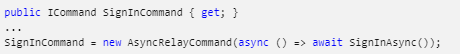 public ICommand SignInCommand { get; }
...
SignInCommand = new AsyncRelayCommand(async () => await SignInAsync());